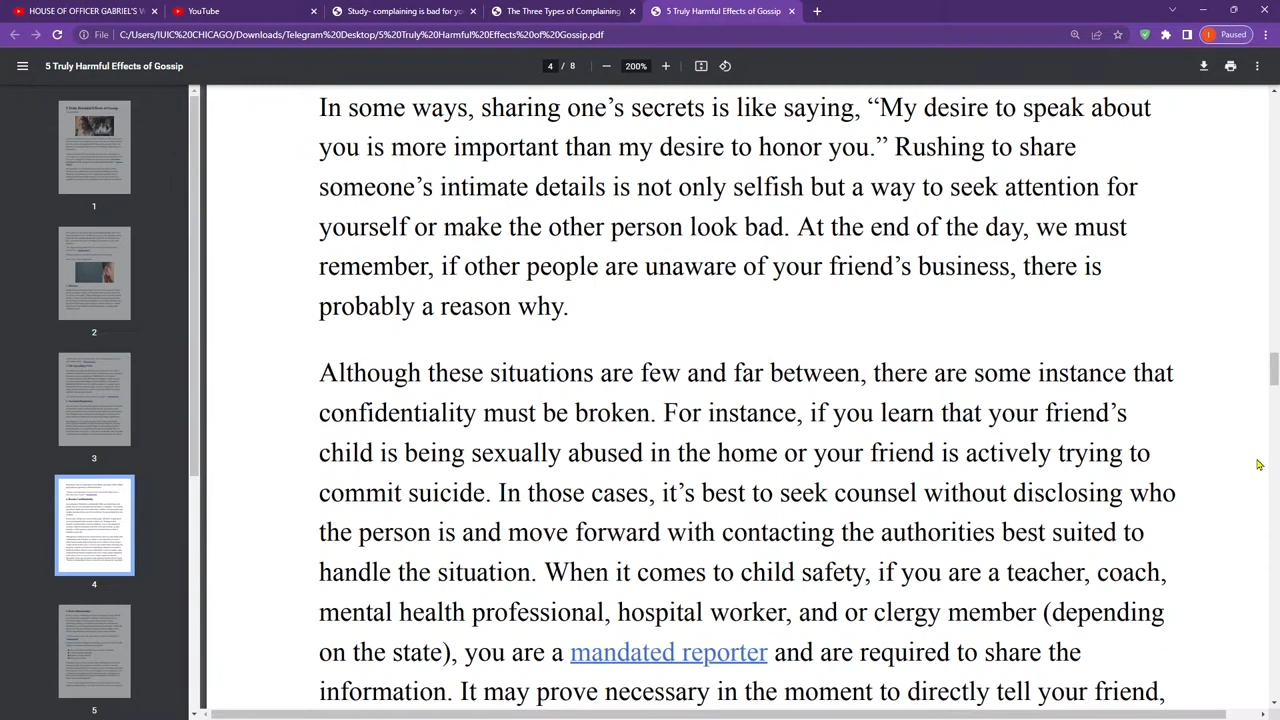 HOUSE OF OFFICER GABRIEL'S W
YouTube
Study- complaining is bad for yo
The Three Types of Complaining
5 Truly Harmful Effects of Gossip
File
C:/Users/IUIC%20CHICAGO/Downloads/Telegram%20Desktop/5%20Truly%20Harmful%20Effects%20of%20Gossip.pdf
I Paused
5 Truly Harmful Effects of Gossip
4 / 8
200%
1
2
3
4
5
In some ways, sharing one’s secrets is like saying, “My desire to speak about
you is more important than my desire to honor you.” Rushing to share
someone’s intimate details is not only selfish but a way to seek attention for
yourself or make the other person look bad. At the end of the day, we must
remember, if other people are unaware of your friend’s business, there is
probably a reason why.
Although these situations are few and far between, there are some instance that
confidentiality must be broken. For instance, if you learn that your friend’s
child is being sexually abused in the home or your friend is actively trying to
commit suicide. In those cases, it’s best to seek counsel without disclosing who
the person is and move forward with contacting the authorities best suited to
handle the situation. When it comes to child safety, if you are a teacher, coach,
mental health professional, hospital worker, and or clergy member (depending
on the state), you are a mandated reporter and are required to share the
information. It may prove necessary in the moment to directly tell your friend,